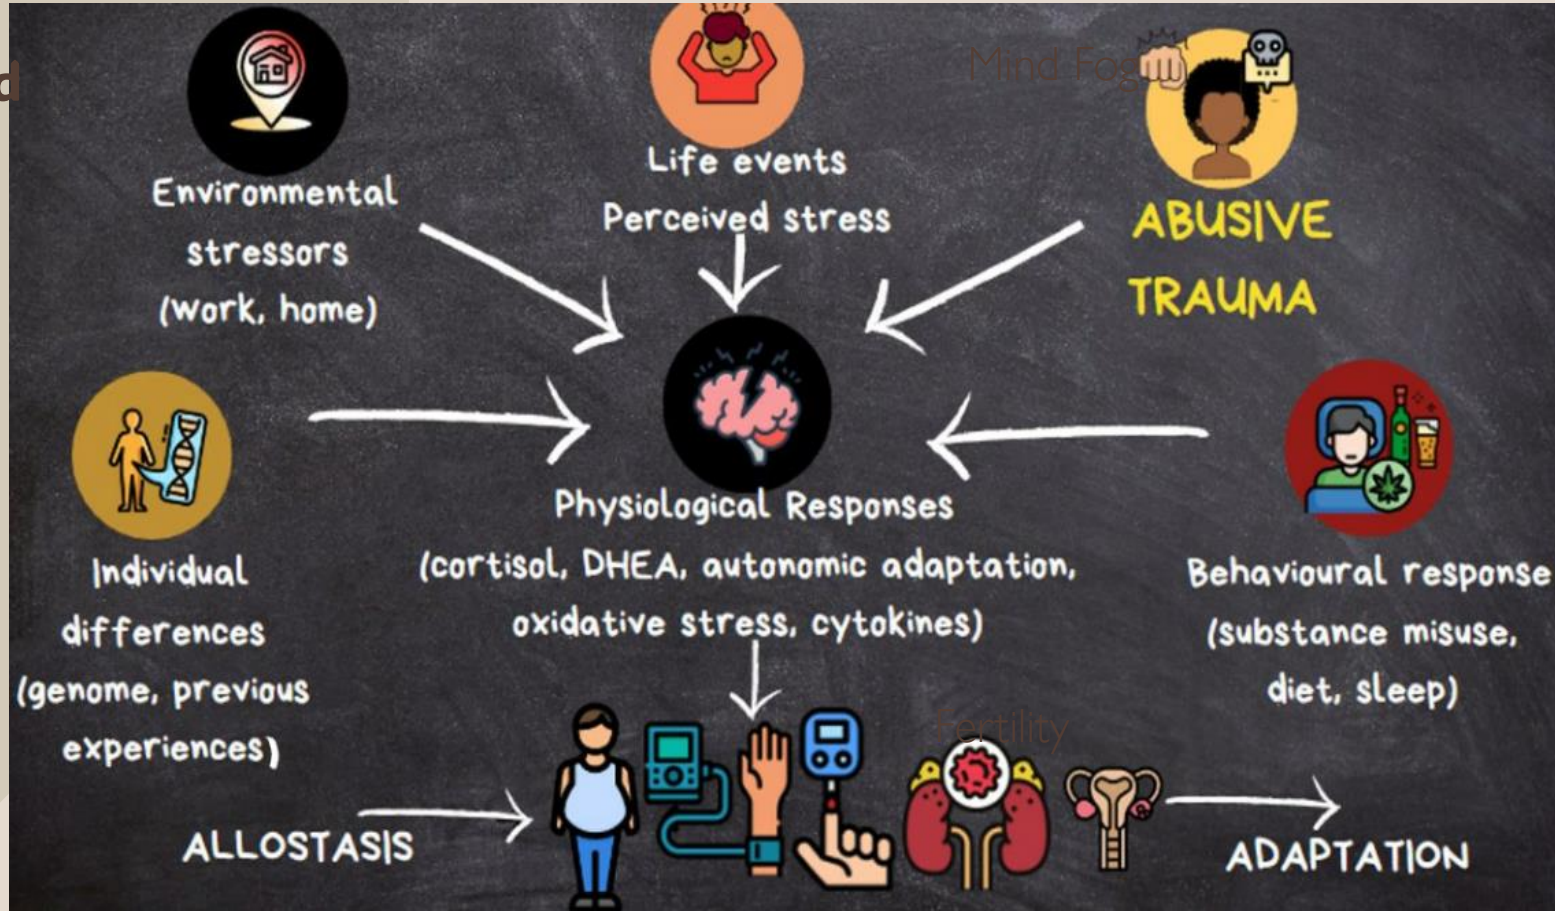 d
Mind Fog
Life events
Perceived stress
Environmental
stressors
(work, home)
ABUSIVE
TRAUMA
Individual
differences
(genome, previous
experiences)
Physiological Responses
(cortisol, DHEA, autonomic adaptation,
oxidative stress, cytokines)
Behavioural response
(substance misuse,
diet, sleep)
Fertility
ALLOSTASIS
ADAPTATION